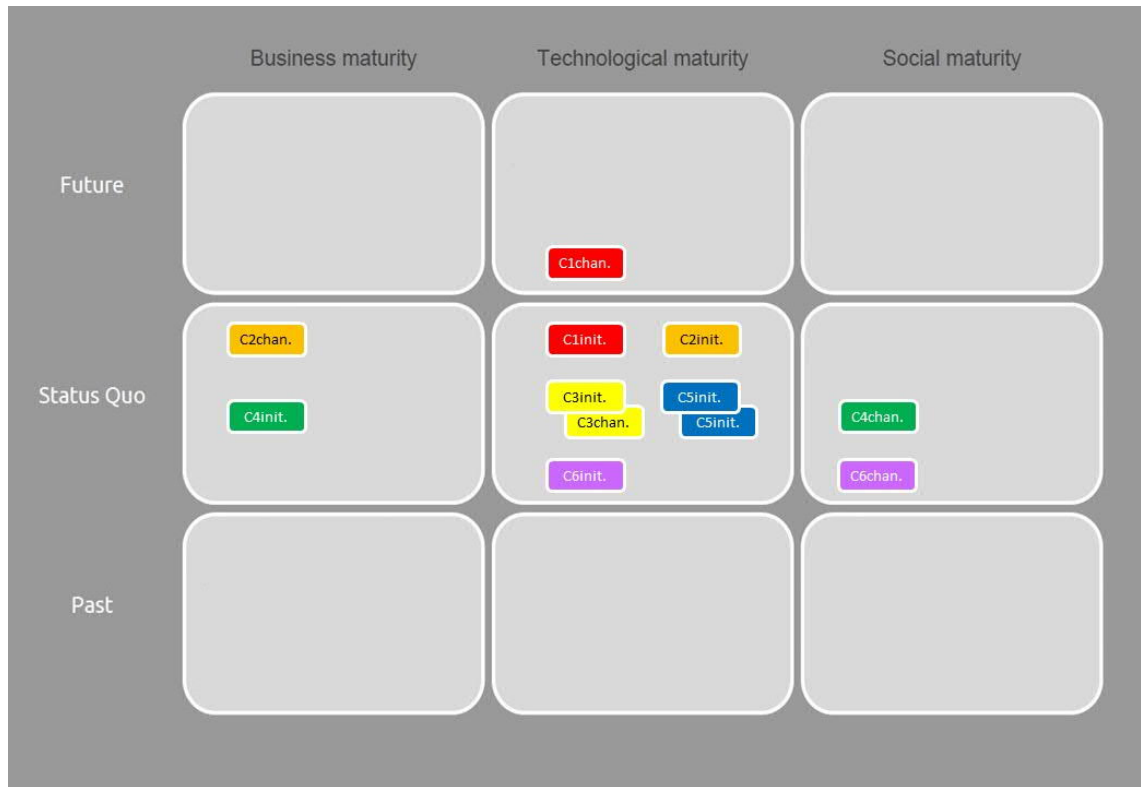 Business maturity
Technological maturity
Social maturity
Future
C1chan.
Status Quo
C2chan.
C1init.
C2init.
C4init.
C3init.
C3chan.
C5init.
C5init.
C4chan.
C6init.
C6chan.
Past